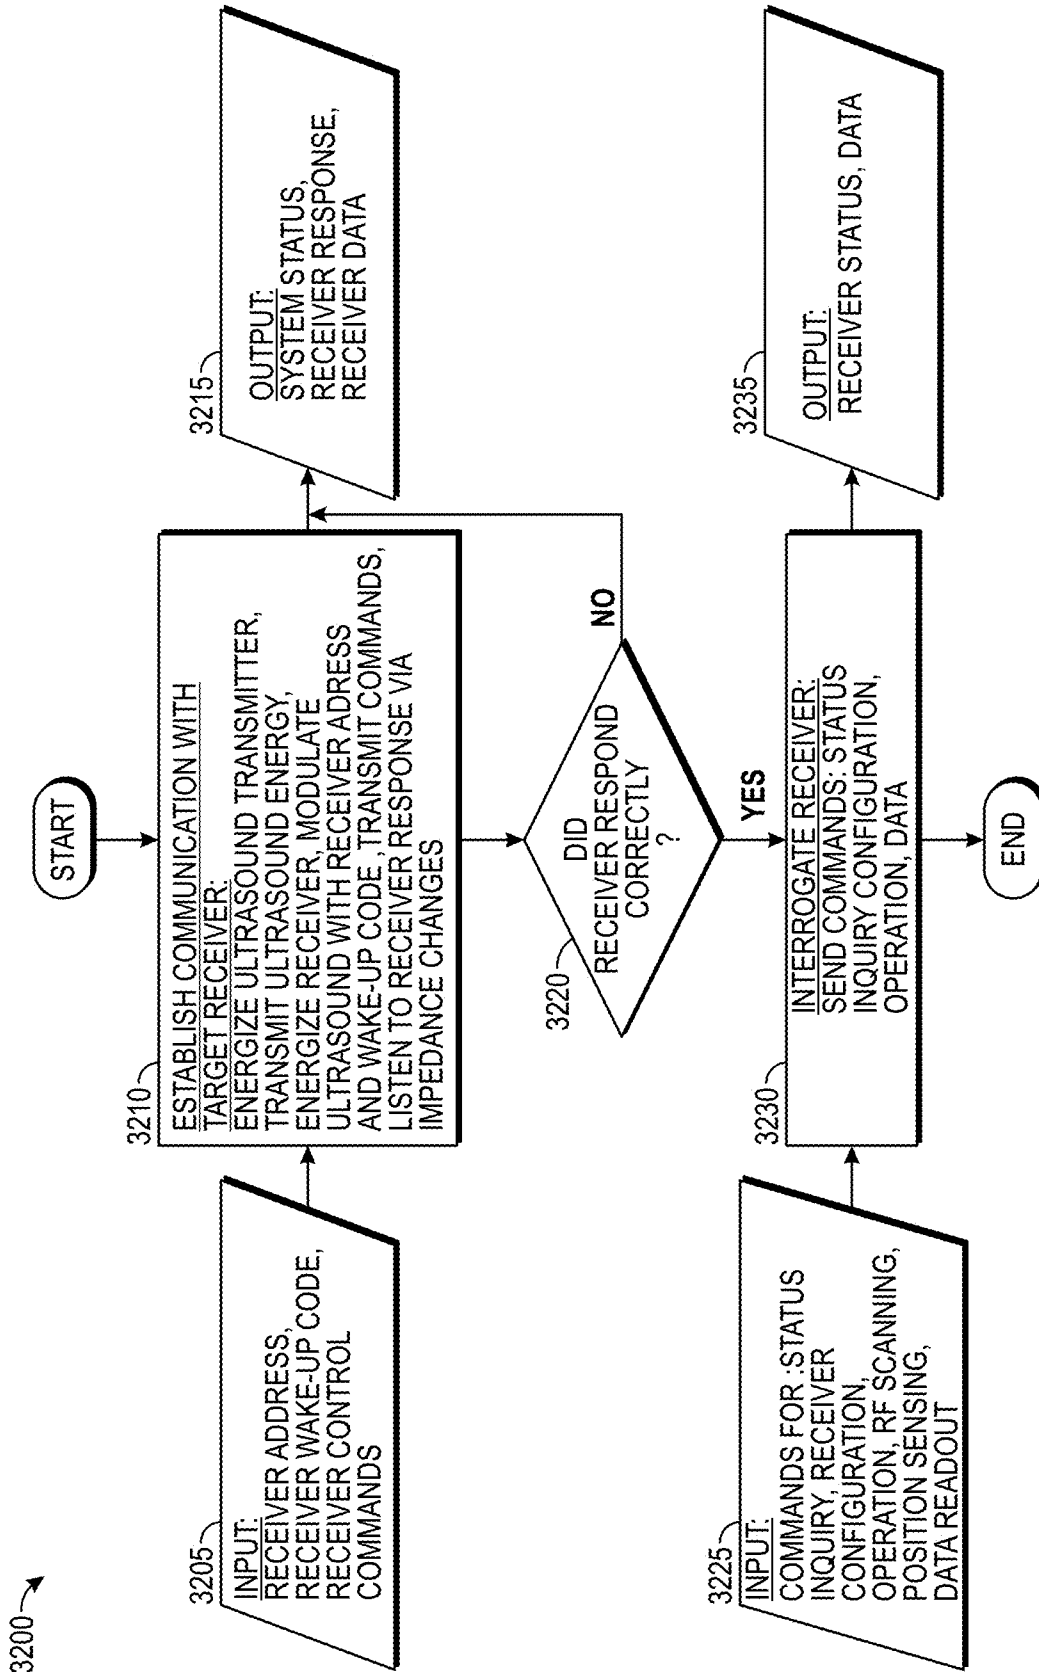 3200
START
3205
INPUT:
RECEIVER ADDRESS,
RECEIVER WAKE-UP CODE,
RECEIVER CONTROL
COMMANDS
3210
ESTABLISH COMMUNICATION WITH
TARGET RECEIVER:
ENERGIZE ULTRASOUND TRANSMITTER,
TRANSMIT ULTRASOUND ENERGY,
ENERGIZE RECEIVER, MODULATE
ULTRASOUND WITH RECEIVER ADRESS
AND WAKE-UP CODE ,TRANSMIT COMMANDS,
LISTEN TO RECEIVER RESPONSE VIA
IMPEDANCE CHANGES
3215
OUTPUT:
SYSTEM STATUS,
RECEIVER RESPONSE,
RECEIVER DATA
3220
DID
RECEIVER RESPOND
CORRECTLY
?
NO
YES
3225
INPUT:
COMMANDS FOR :STATUS
INQUIRY, RECEIVER
CONFIGURATION,
OPERATION, RF SCANNING,
POSITION SENSING,
DATA READOUT
3230
INTERROGATE RECEIVER:
SEND COMMANDS: STATUS
INQUIRY CONFIGURATION,
OPERATION, DATA
3235
OUTPUT:
RECEIVER STATUS, DATA
END